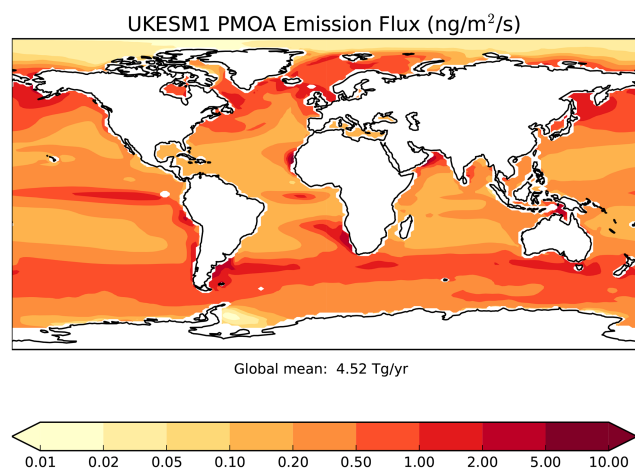 UKESM1 PMOA Emission Flux (ng/m²/s)
Global mean: 4.52 Tg/yr
0.01 0.02 0.05 0.10 0.20 0.50 1.00 2.00 5.00 10.00